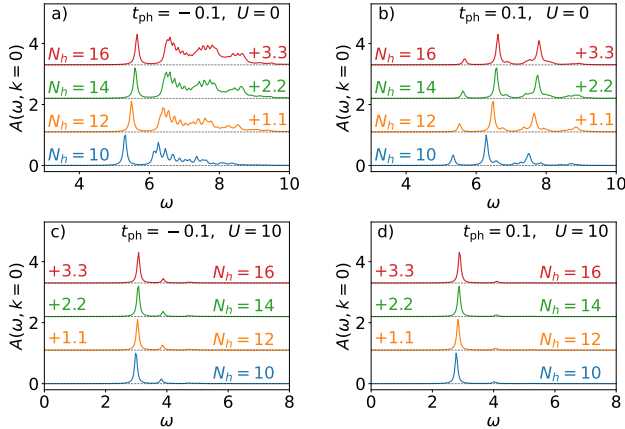 a) t_ph = −0.1, U = 0
A(ω, k = 0)
4
2
0
N_h = 16 +3.3
N_h = 14 +2.2
N_h = 12 +1.1
N_h = 10
4 6 8 10
ω
b) t_ph = 0.1, U = 0
A(ω, k = 0)
4
2
0
N_h = 16 +3.3
N_h = 14 +2.2
N_h = 12 +1.1
N_h = 10
4 6 8 10
ω
c) t_ph = −0.1, U = 10
A(ω, k = 0)
4
2
0
+3.3 N_h = 16
+2.2 N_h = 14
+1.1 N_h = 12
N_h = 10
0 2 4 6 8
ω
d) t_ph = 0.1, U = 10
A(ω, k = 0)
4
2
0
+3.3 N_h = 16
+2.2 N_h = 14
+1.1 N_h = 12
N_h = 10
0 2 4 6 8
ω